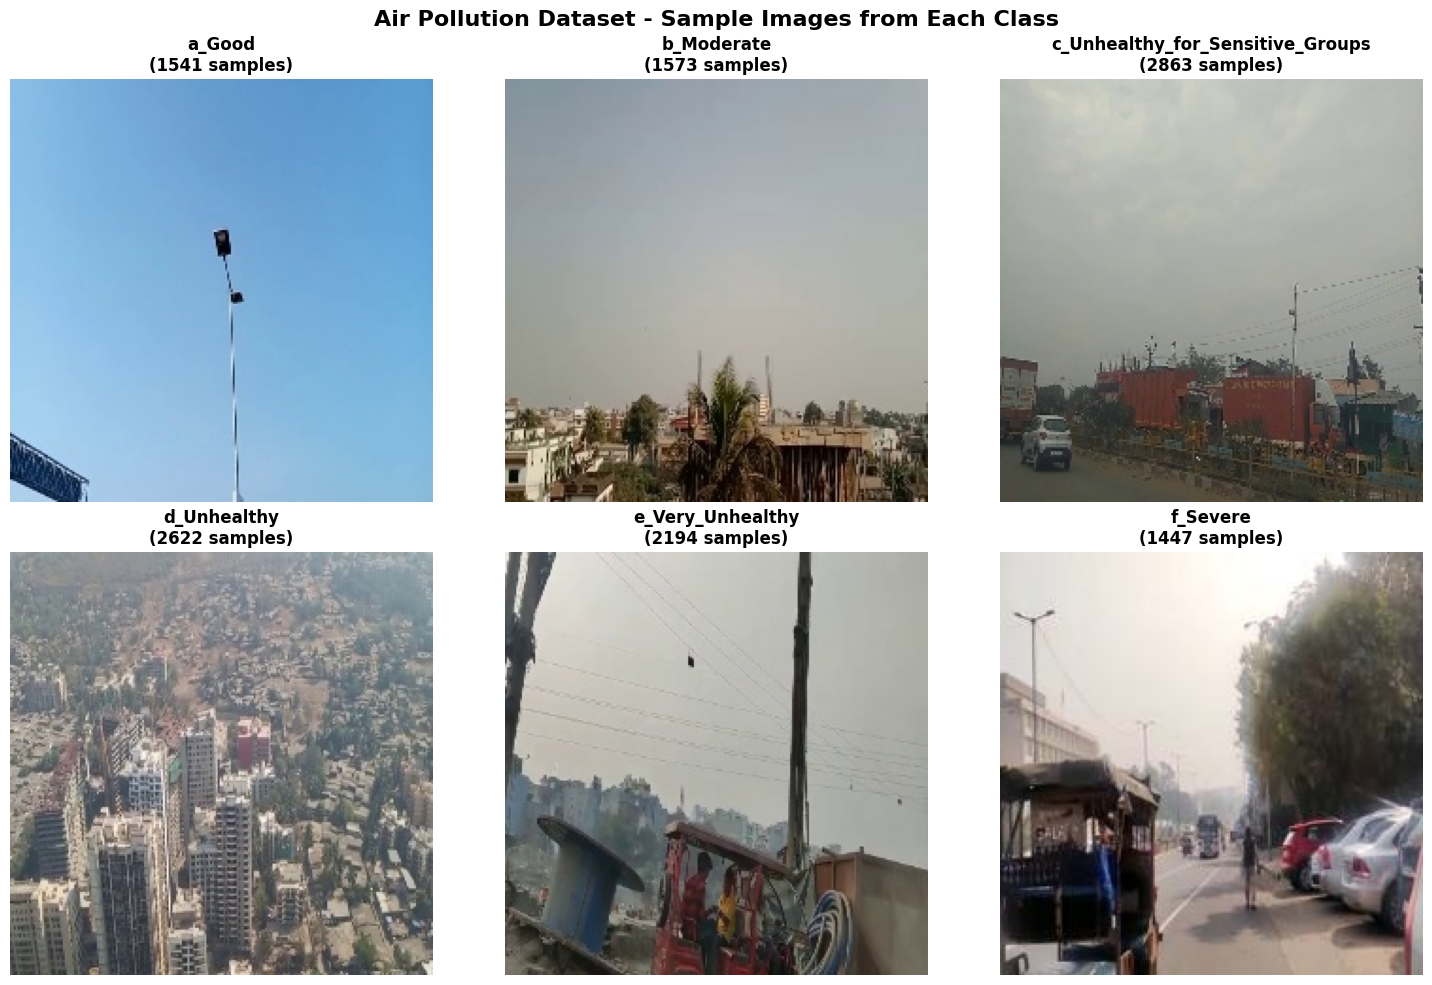 Air Pollution Dataset - Sample Images from Each Class
a_Good
(1541 samples)
b_Moderate
(1573 samples)
c_Unhealthy_for_Sensitive_Groups
(2863 samples)
d_Unhealthy
(2622 samples)
e_Very_Unhealthy
(2194 samples)
f_Severe
(1447 samples)